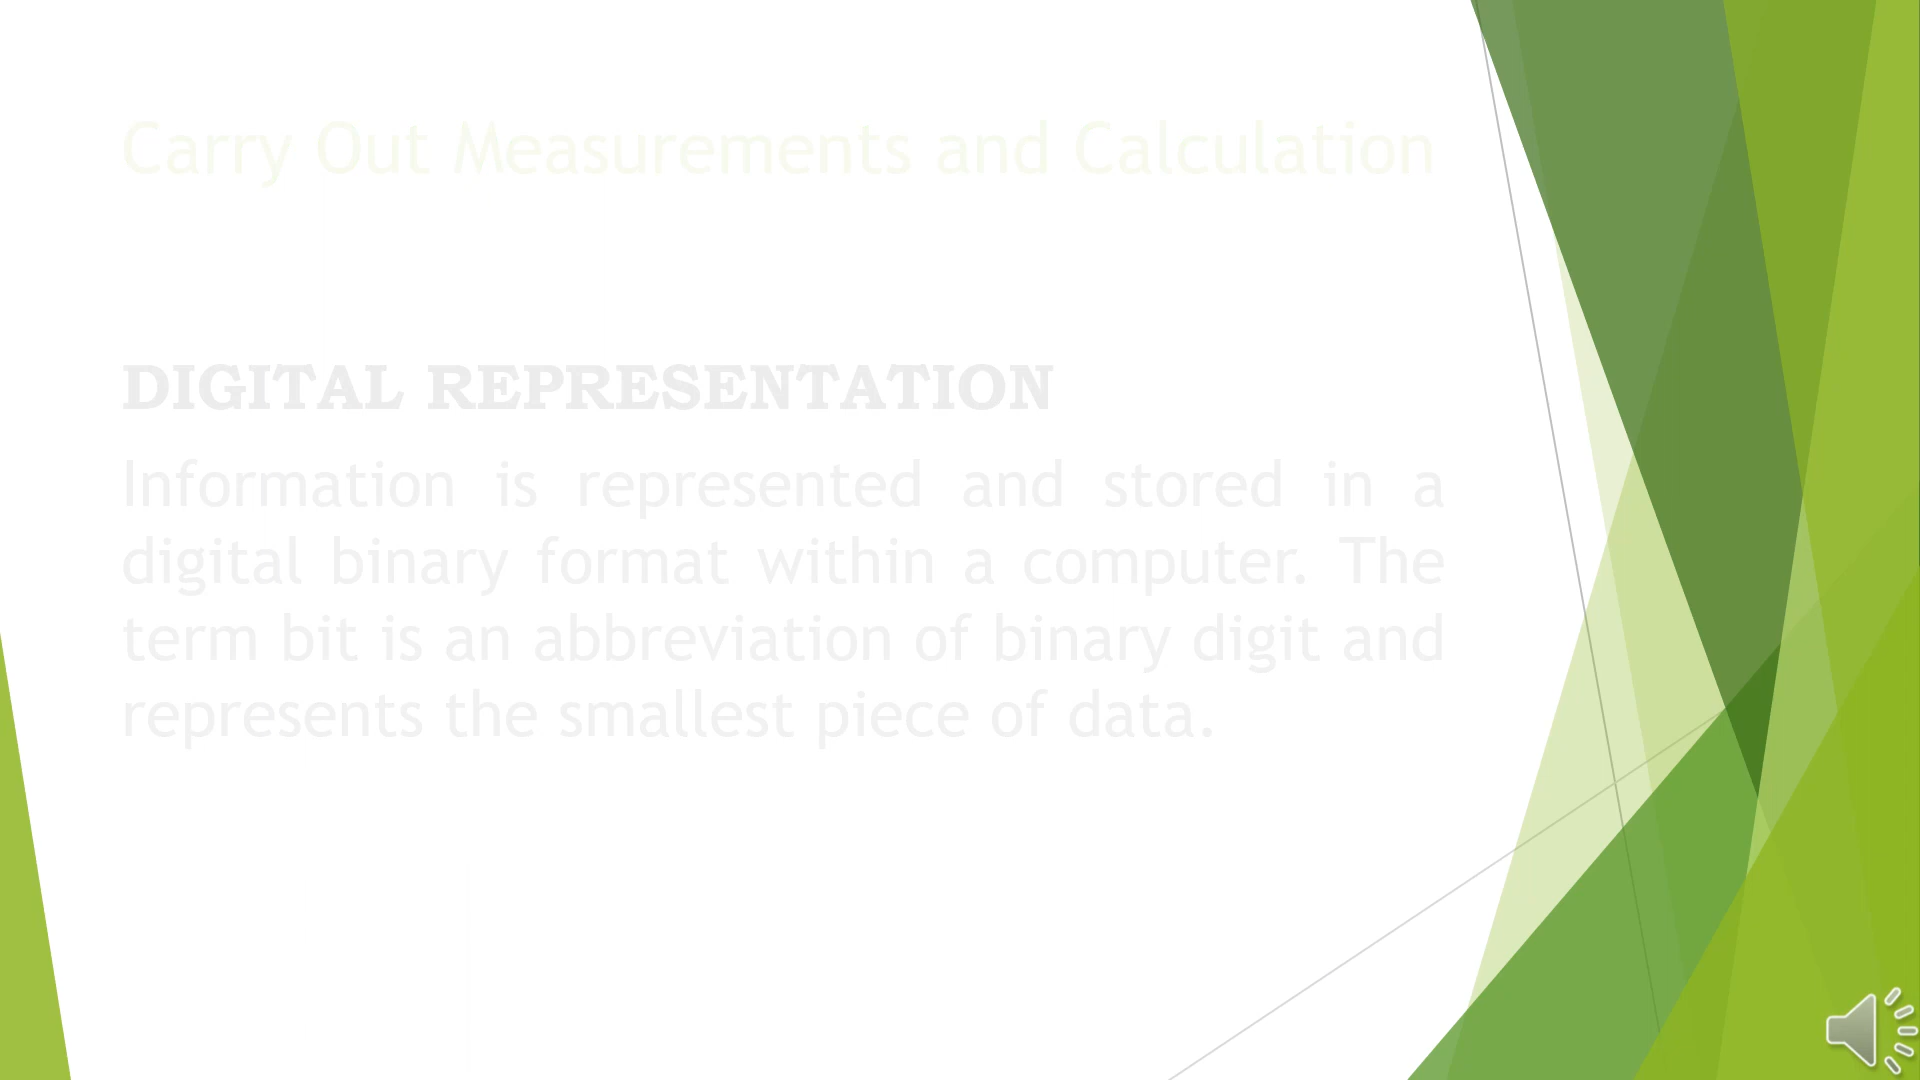 Carry Out Measurements and Calculation
DIGITAL REPRESENTATION
Information is represented and stored in a
digital binary format within a computer. The
term bit is an abbreviation of binary digit and
represents the smallest piece of data.